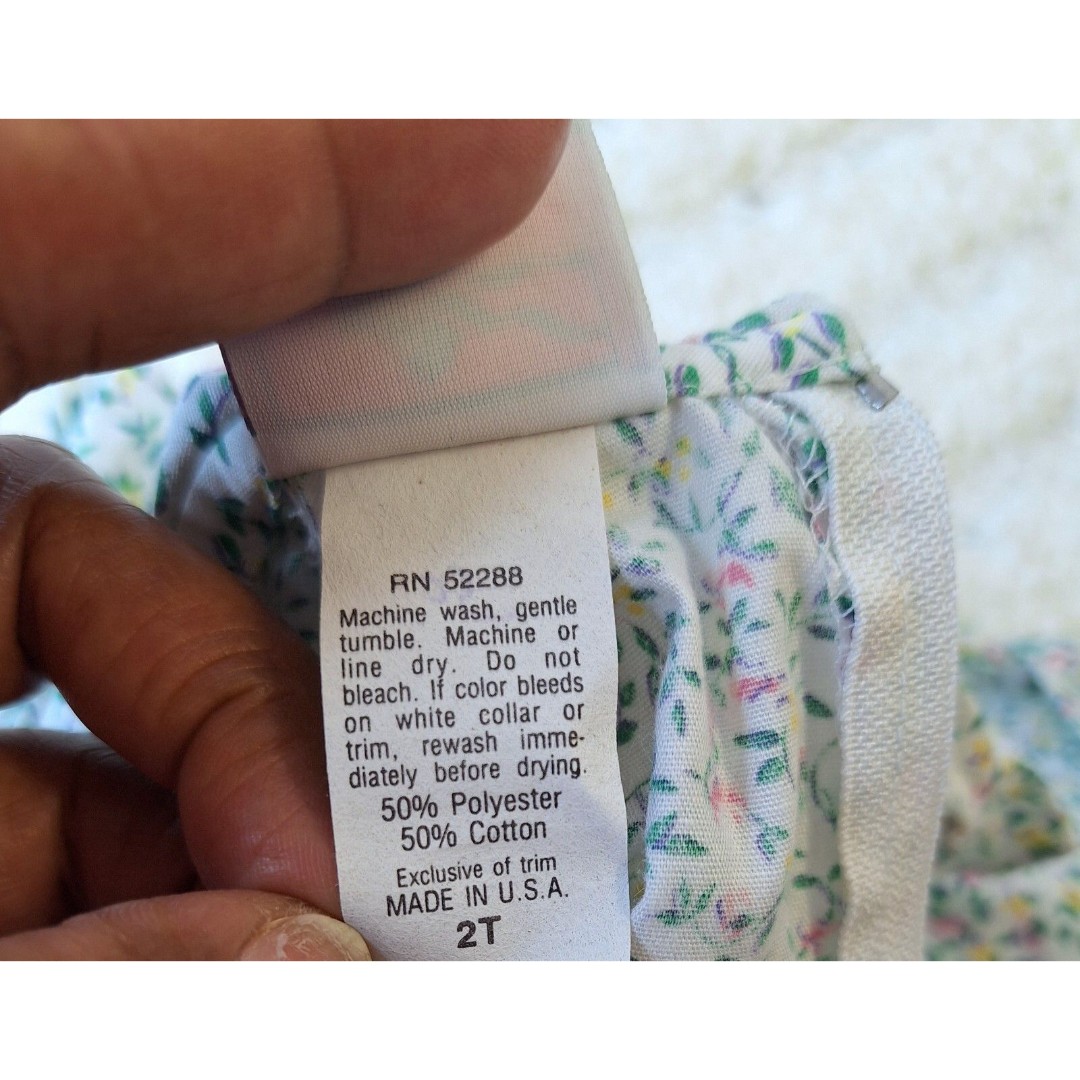 RN 52288
Machine wash, gentle
tumble. Machine or
line dry. Do not
bleach. If color bleeds
on white collar or
trim, rewash imme-
diately before drying.
50% Polyester
50% Cotton
Exclusive of trim
MADE IN U.S.A.
2T